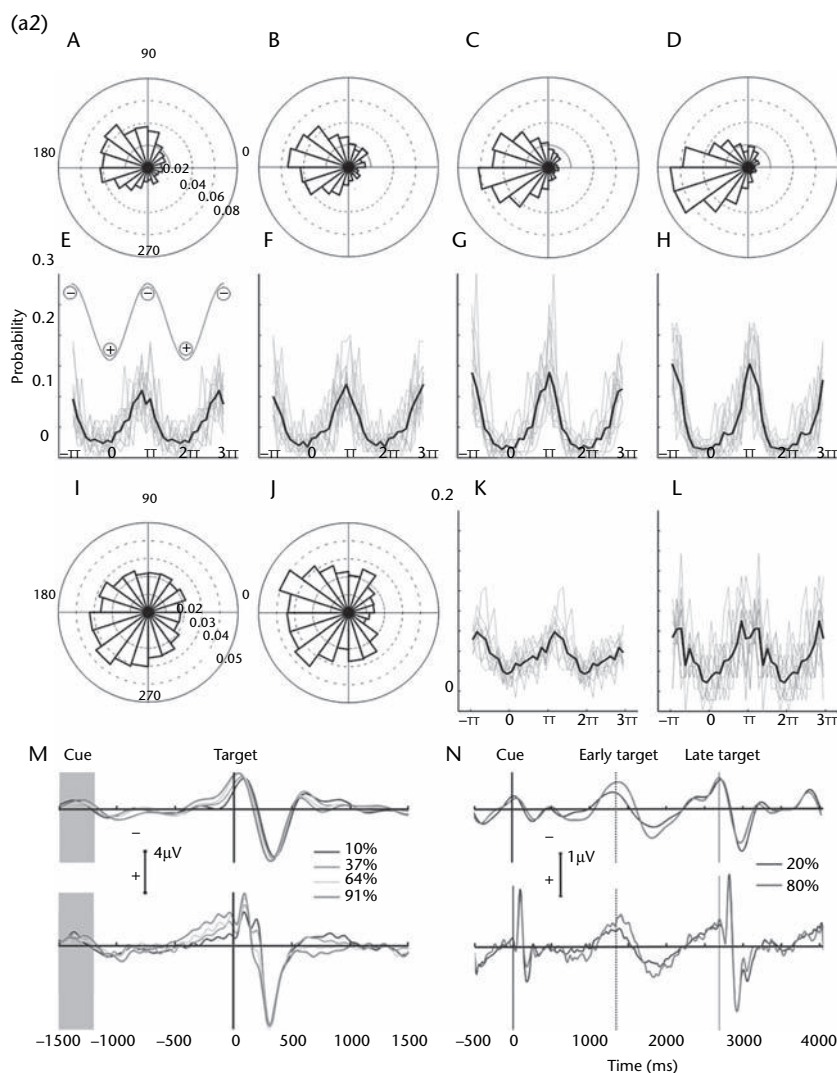 (a2)
A B C D
90
180 0
0.02
0.04
0.06
0.08
270
E F G H
0.3
0.2
0.1
0
Probability
− − −
+ +
−π 0 π 2π 3π
−π 0 π 2π 3π
−π 0 π 2π 3π
−π 0 π 2π 3π
I J K L
90
0.2
180 0
0.02
0.03
0.04
0.05
270
0
−π 0 π 2π 3π
−π 0 π 2π 3π
M Cue Target
−
4μV
+
10%
37%
64%
91%
−1500 −1000 −500 0 500 1000 1500
N Cue Early target Late target
−
1μV
+
20%
80%
−500 0 1000 2000 3000 4000
Time (ms)